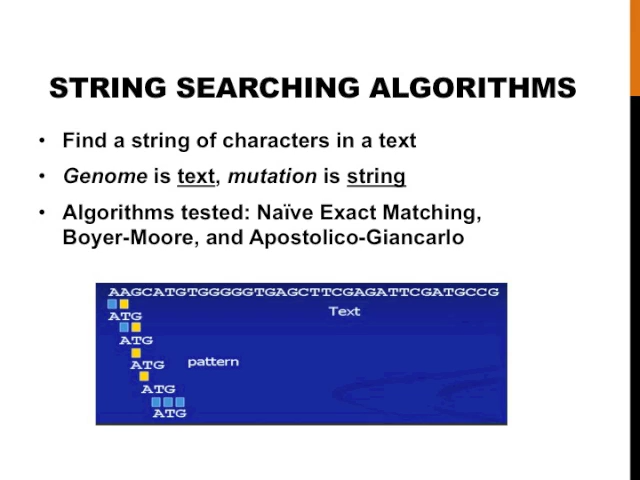 STRING SEARCHING ALGORITHMS
• Find a string of characters in a text
• Genome is text, mutation is string
• Algorithms tested: Naïve Exact Matching,
Boyer-Moore, and Apostolico-Giancarlo
AAGCATGTGGGGGTGAGCTTCGAGATTCGATGCCG
Text
ATG
ATG
ATG pattern
ATG
ATG